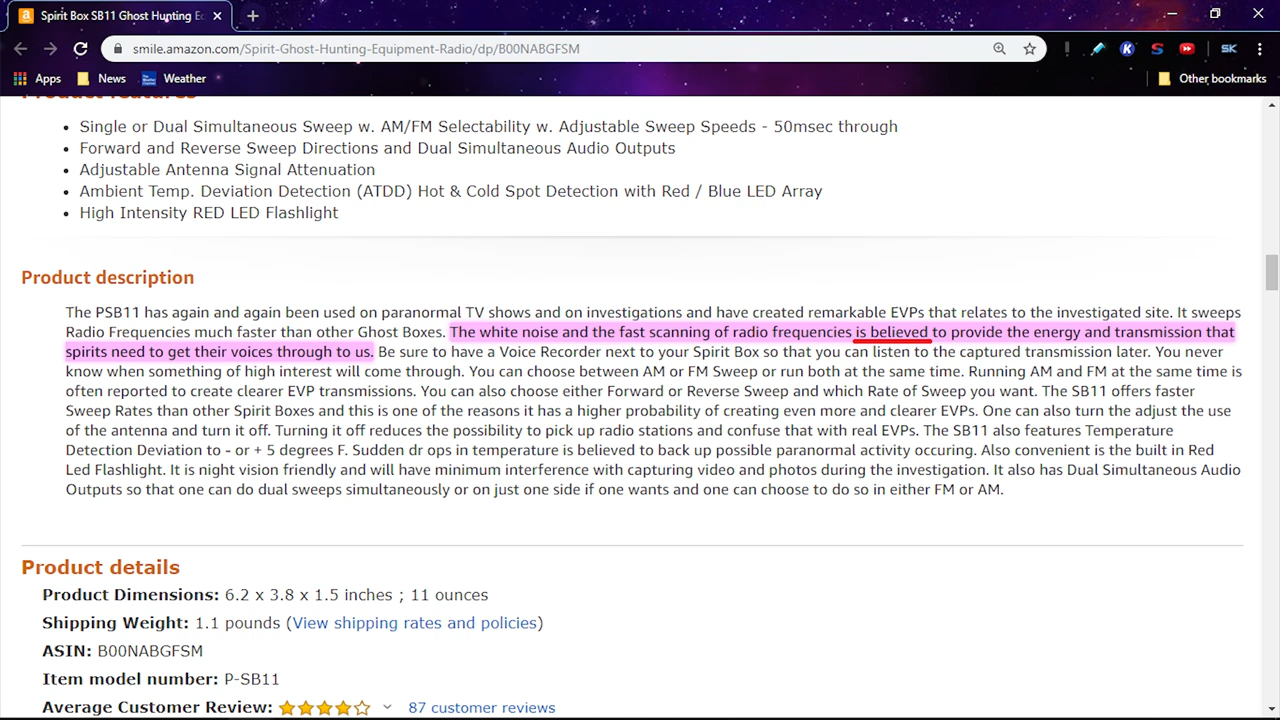 Spirit Box SB11 Ghost Hunting Ec
smile.amazon.com/Spirit-Ghost-Hunting-Equipment-Radio/dp/B00NABGFSM
K S SK
Apps News Weather Other bookmarks
Product features
Single or Dual Simultaneous Sweep w. AM/FM Selectability w. Adjustable Sweep Speeds - 50msec through
Forward and Reverse Sweep Directions and Dual Simultaneous Audio Outputs
Adjustable Antenna Signal Attenuation
Ambient Temp. Deviation Detection (ATDD) Hot & Cold Spot Detection with Red / Blue LED Array
High Intensity RED LED Flashlight
Product description
The PSB11 has again and again been used on paranormal TV shows and on investigations and have created remarkable EVPs that relates to the investigated site. It sweeps
Radio Frequencies much faster than other Ghost Boxes. The white noise and the fast scanning of radio frequencies is believed to provide the energy and transmission that
spirits need to get their voices through to us. Be sure to have a Voice Recorder next to your Spirit Box so that you can listen to the captured transmission later. You never
know when something of high interest will come through. You can choose between AM or FM Sweep or run both at the same time. Running AM and FM at the same time is
often reported to create clearer EVP transmissions. You can also choose either Forward or Reverse Sweep and which Rate of Sweep you want. The SB11 offers faster
Sweep Rates than other Spirit Boxes and this is one of the reasons it has a higher probability of creating even more and clearer EVPs. One can also turn the adjust the use
of the antenna and turn it off. Turning it off reduces the possibility to pick up radio stations and confuse that with real EVPs. The SB11 also features Temperature
Detection Deviation to - or + 5 degrees F. Sudden dr ops in temperature is believed to back up possible paranormal activity occuring. Also convenient is the built in Red
Led Flashlight. It is night vision friendly and will have minimum interference with capturing video and photos during the investigation. It also has Dual Simultaneous Audio
Outputs so that one can do dual sweeps simultaneously or on just one side if one wants and one can choose to do so in either FM or AM.
Product details
Product Dimensions: 6.2 x 3.8 x 1.5 inches ; 11 ounces
Shipping Weight: 1.1 pounds (View shipping rates and policies)
ASIN: B00NABGFSM
Item model number: P-SB11
Average Customer Review: 87 customer reviews